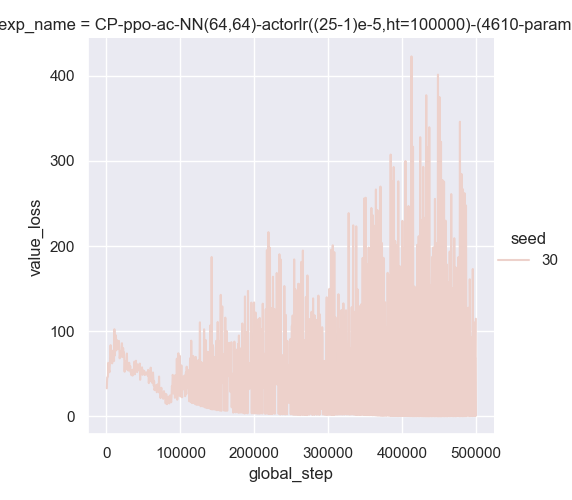 exp_name = CP-ppo-ac-NN(64,64)-actorlr((25-1)e-5,ht=100000)-(4610-param
400
300
200
100
0
value_loss
0 100000 200000 300000 400000 500000
global_step
seed
30